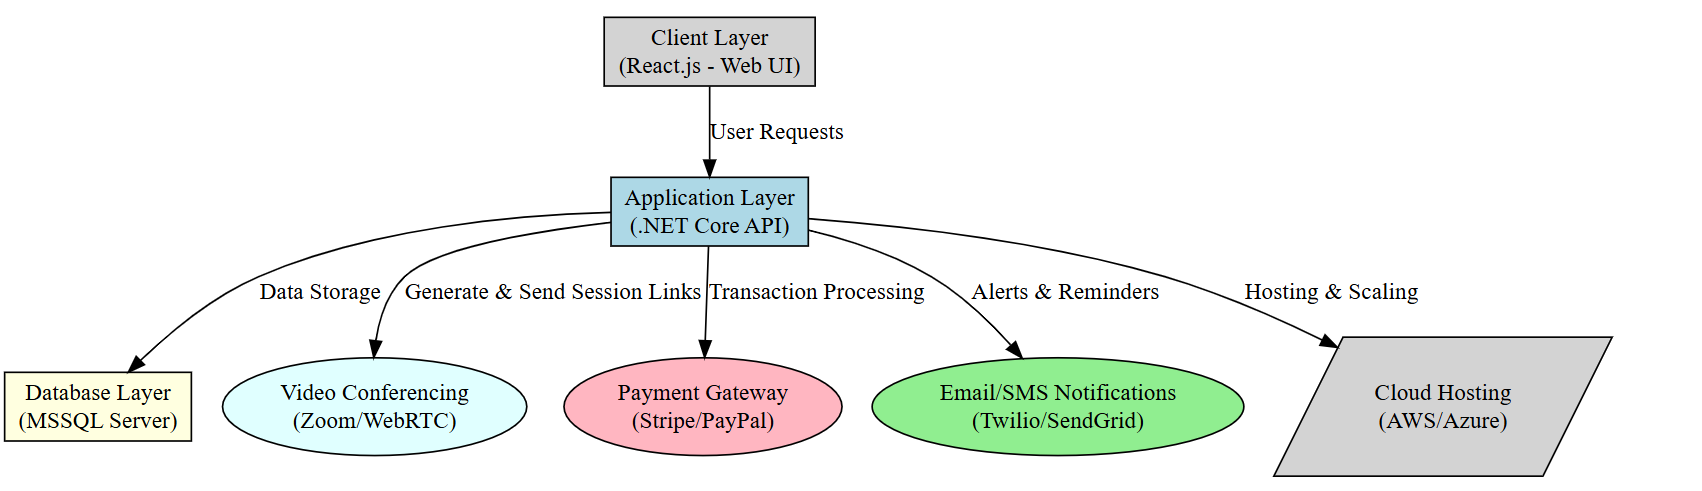 Client Layer
(React.js - Web UI)
User Requests
Application Layer
(.NET Core API)
Data Storage
Generate & Send Session Links
Transaction Processing
Alerts & Reminders
Hosting & Scaling
Database Layer
(MSSQL Server)
Video Conferencing
(Zoom/WebRTC)
Payment Gateway
(Stripe/PayPal)
Email/SMS Notifications
(Twilio/SendGrid)
Cloud Hosting
(AWS/Azure)